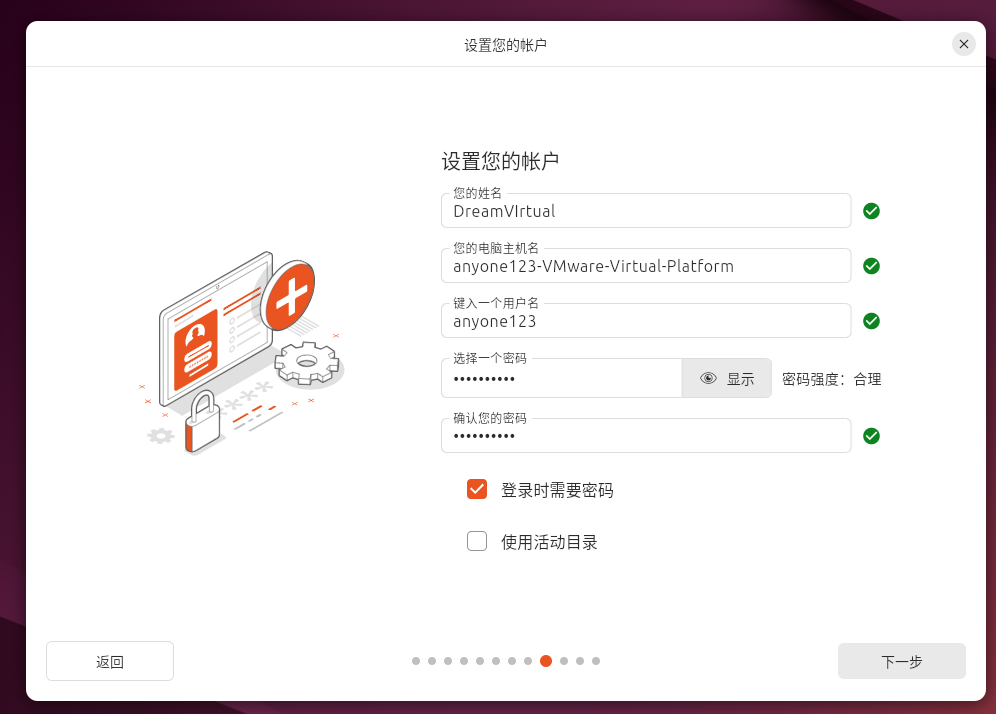 设置您的帐户
设置您的帐户
您的姓名
DreamVIrtual
您的电脑主机名
anyone123-VMware-Virtual-Platform
键入一个用户名
anyone123
选择一个密码
•••••••••• 显示 密码强度：合理
确认您的密码
••••••••••
登录时需要密码
使用活动目录
返回 下一步